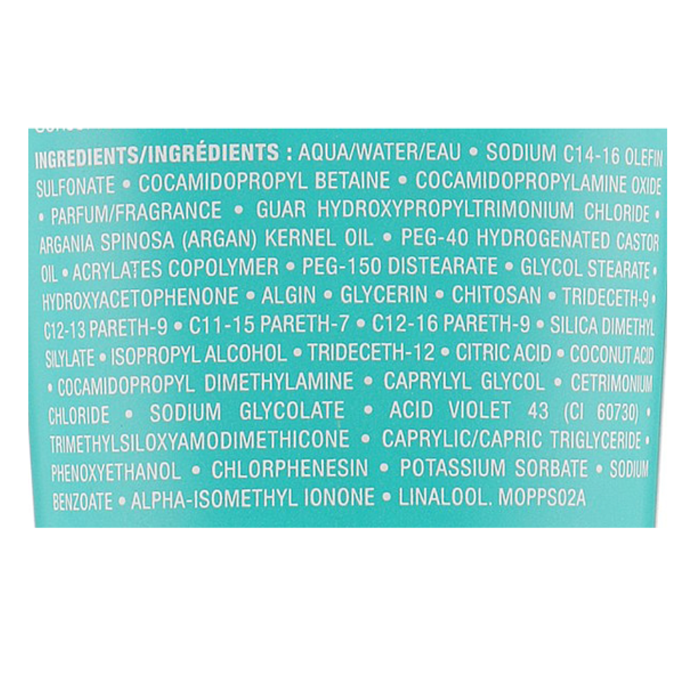 INGREDIENTS/INGRÉDIENTS : AQUA/WATER/EAU • SODIUM C14-16 OLEFIN
SULFONATE • COCAMIDOPROPYL BETAINE • COCAMIDOPROPYLAMINE OXIDE
• PARFUM/FRAGRANCE • GUAR HYDROXYPROPYLTRIMONIUM CHLORIDE •
ARGANIA SPINOSA (ARGAN) KERNEL OIL • PEG-40 HYDROGENATED CASTOR
OIL • ACRYLATES COPOLYMER • PEG-150 DISTEARATE • GLYCOL STEARATE •
HYDROXYACETOPHENONE • ALGIN • GLYCERIN • CHITOSAN • TRIDECETH-9 •
C12-13 PARETH-9 • C11-15 PARETH-7 • C12-16 PARETH-9 • SILICA DIMETHYL
SILYLATE • ISOPROPYL ALCOHOL • TRIDECETH-12 • CITRIC ACID • COCONUT ACID
• COCAMIDOPROPYL DIMETHYLAMINE • CAPRYLYL GLYCOL • CETRIMONIUM
CHLORIDE • SODIUM GLYCOLATE • ACID VIOLET 43 (CI 60730) •
TRIMETHYLSILOXYAMODIMETHICONE • CAPRYLIC/CAPRIC TRIGLYCERIDE •
PHENOXYETHANOL • CHLORPHENESIN • POTASSIUM SORBATE • SODIUM
BENZOATE • ALPHA-ISOMETHYL IONONE • LINALOOL. MOPPS02A